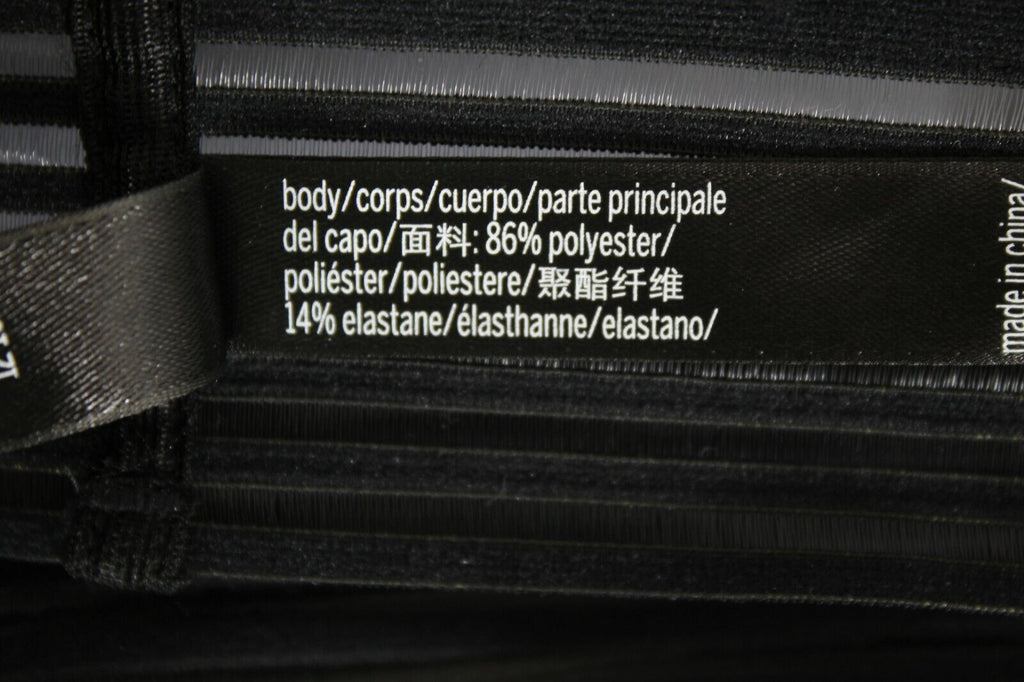 body/corps/cuerpo/parte principale
del capo/面料: 86% polyester/
poliéster/poliestere/聚酯纤维
14% elastane/élasthanne/elastano/
made in china/